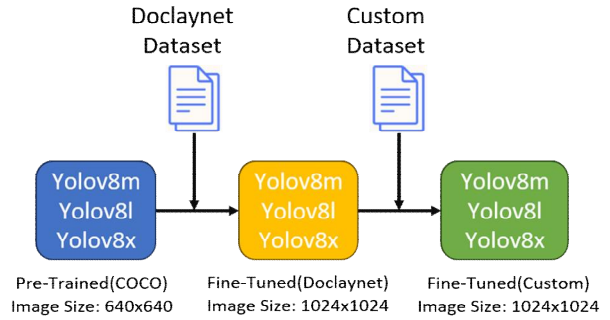 Doclaynet
Dataset
Custom
Dataset
Yolov8m
Yolov8l
Yolov8x
Yolov8m
Yolov8l
Yolov8x
Yolov8m
Yolov8l
Yolov8x
Pre-Trained(COCO)
Image Size: 640x640
Fine-Tuned(Doclaynet)
Image Size: 1024x1024
Fine-Tuned(Custom)
Image Size: 1024x1024